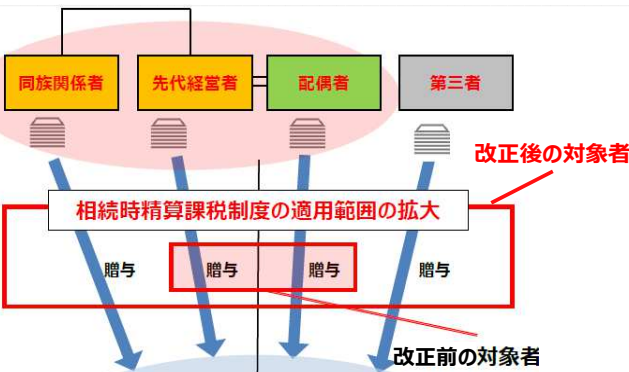 同族関係者
先代経営者
配偶者
第三者
改正後の対象者
相続時精算課税制度の適用範囲の拡大
贈与
贈与
贈与
贈与
改正前の対象者